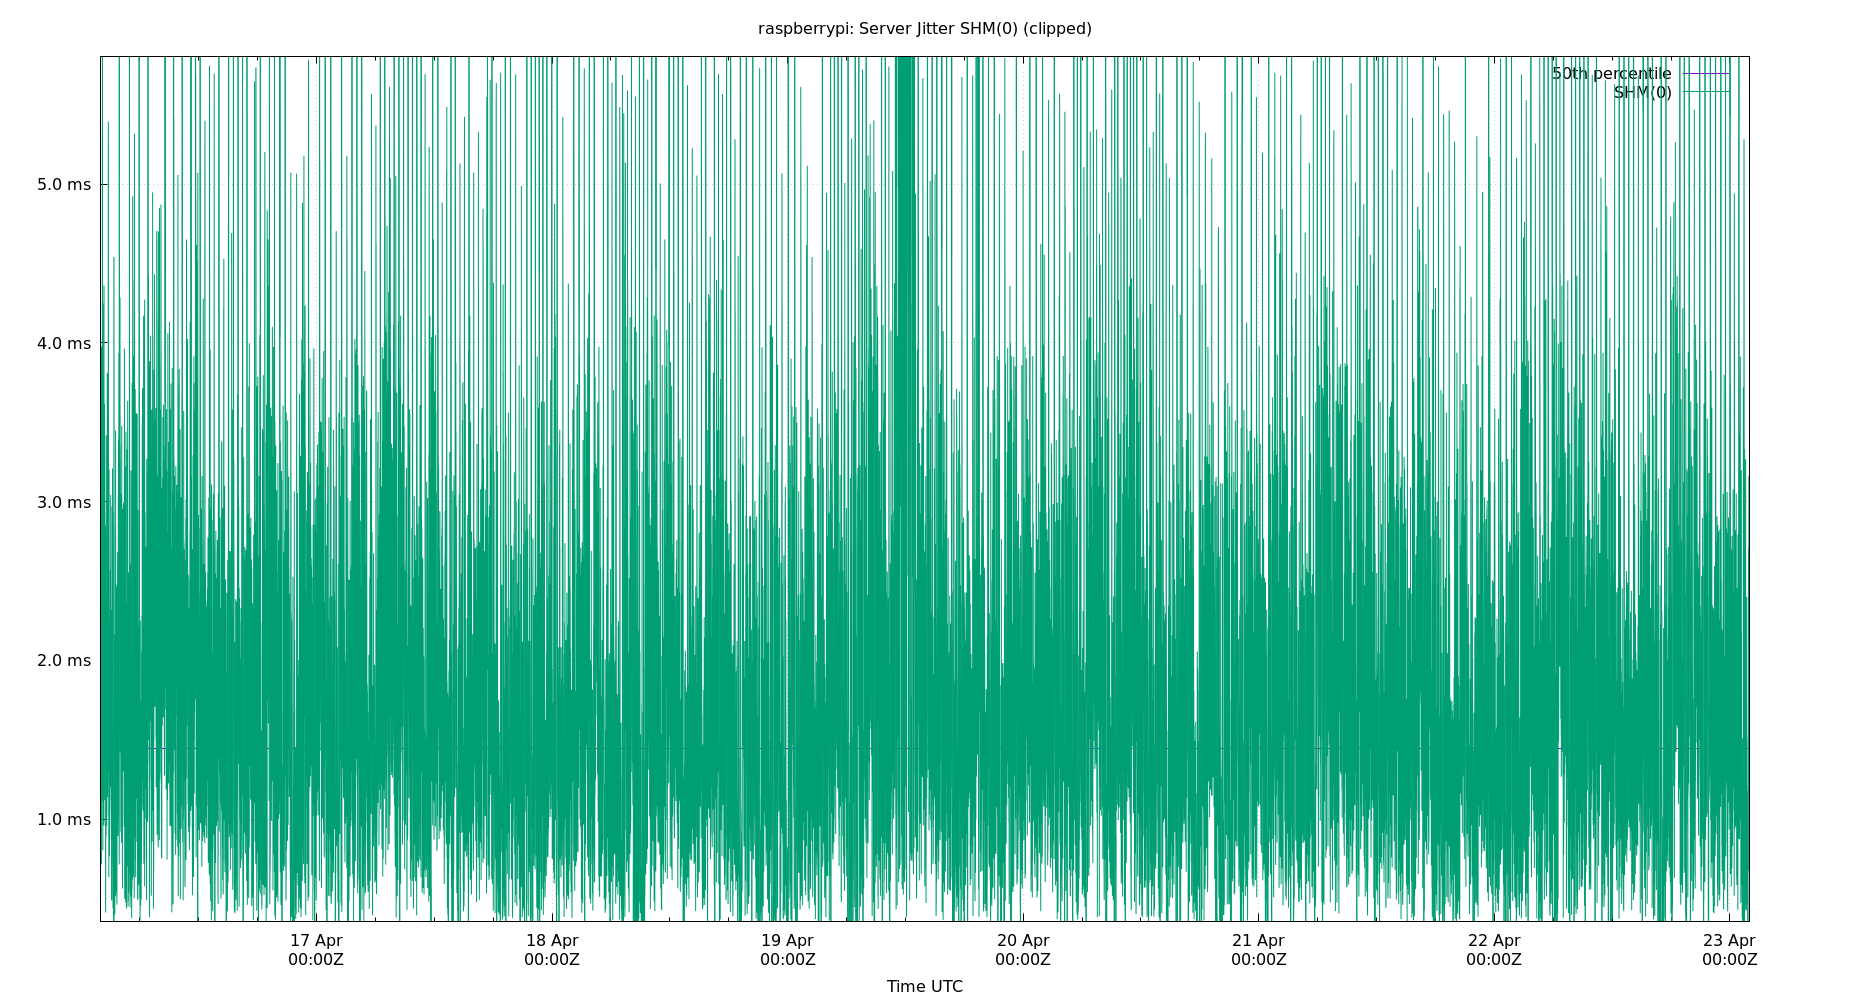 raspberrypi: Server Jitter SHM(0) (clipped)
50th percentile
SHM(0)
5.0 ms
4.0 ms
3.0 ms
2.0 ms
1.0 ms
17 Apr
00:00Z
18 Apr
00:00Z
19 Apr
00:00Z
20 Apr
00:00Z
21 Apr
00:00Z
22 Apr
00:00Z
23 Apr
00:00Z
Time UTC